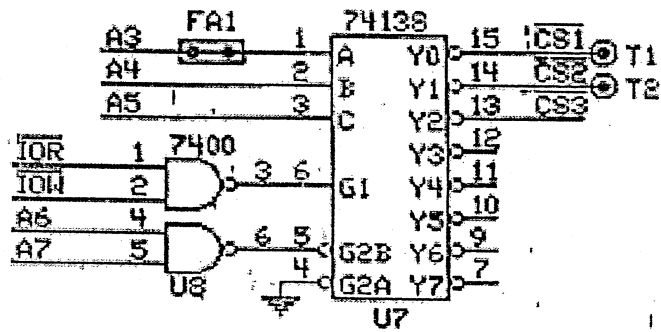 FA1
74138
A3 1 A Y0 15 CS1 T1
A4 2 B Y1 14 CS2 T2
A5 3 C Y2 13 CS3
Y3 12
IOR 1 7400
IOW 2 3 6 G1 Y4 11
Y5 10
A6 4
A7 5 6 5 G2B Y6 9
4 G2A Y7 7
U8
U7